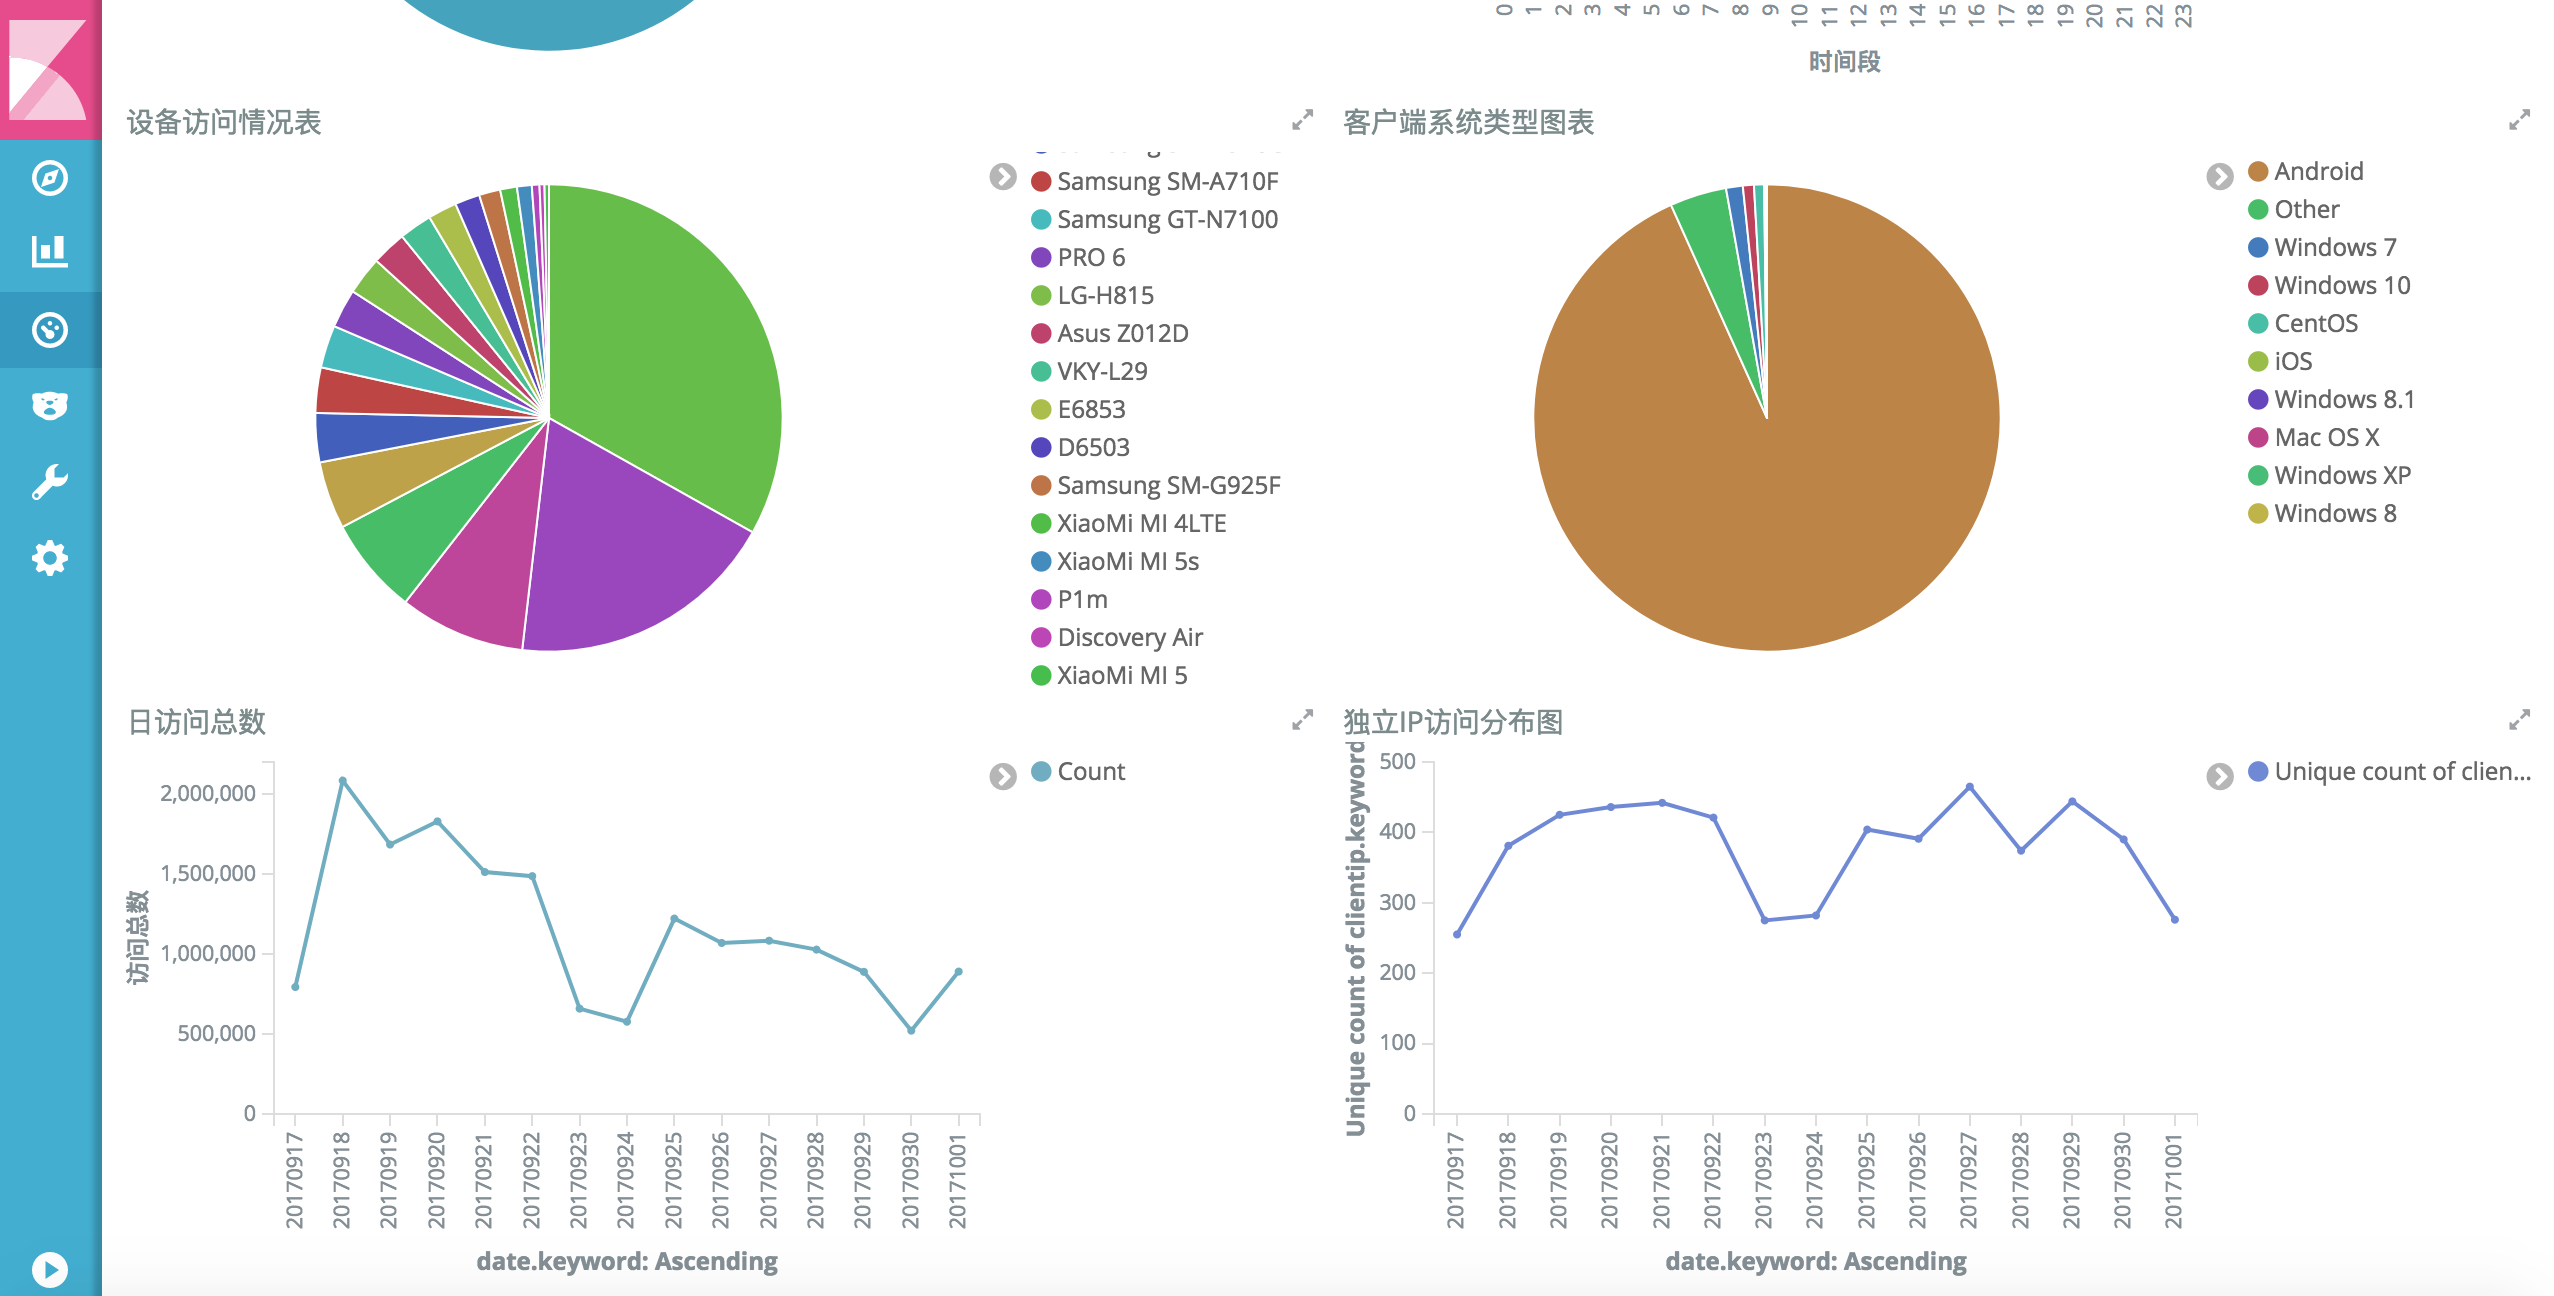 0 1 2 3 4 5 6 7 8 9 10 11 12 13 14 15 16 17 18 19 20 21 22 23
时间段
设备访问情况表
Samsung SM-A710F
Samsung GT-N7100
PRO 6
LG-H815
Asus Z012D
VKY-L29
E6853
D6503
Samsung SM-G925F
XiaoMi MI 4LTE
XiaoMi MI 5s
P1m
Discovery Air
XiaoMi MI 5
客户端系统类型图表
Android
Other
Windows 7
Windows 10
CentOS
iOS
Windows 8.1
Mac OS X
Windows XP
Windows 8
日访问总数
访问总数
2,000,000
1,500,000
1,000,000
500,000
0
20170917 20170918 20170919 20170920 20170921 20170922 20170923 20170924 20170925 20170926 20170927 20170928 20170929 20170930 20171001
date.keyword: Ascending
Count
独立IP访问分布图
Unique count of clientip.keyword
500
400
300
200
100
0
20170917 20170918 20170919 20170920 20170921 20170922 20170923 20170924 20170925 20170926 20170927 20170928 20170929 20170930 20171001
date.keyword: Ascending
Unique count of clien...